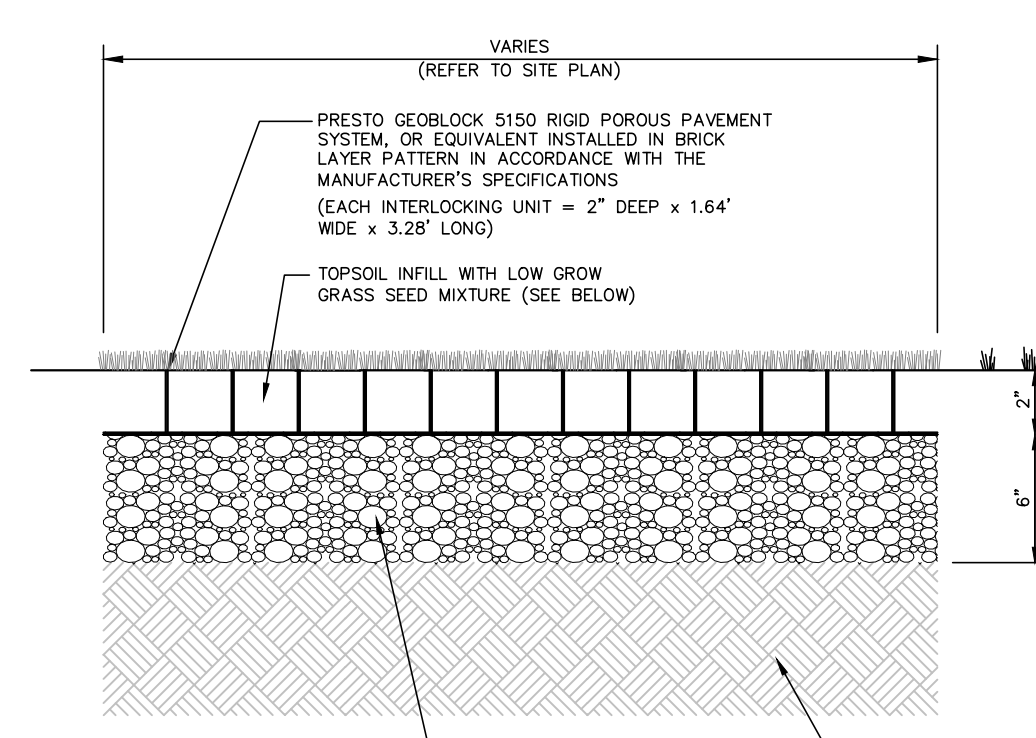 VARIES
(REFER TO SITE PLAN)
PRESTO GEOBLOCK 5150 RIGID POROUS PAVEMENT
SYSTEM, OR EQUIVALENT INSTALLED IN BRICK
LAYER PATTERN IN ACCORDANCE WITH THE
MANUFACTURER'S SPECIFICATIONS
(EACH INTERLOCKING UNIT = 2" DEEP x 1.64'
WIDE x 3.28' LONG)
TOPSOIL INFILL WITH LOW GROW
GRASS SEED MIXTURE (SEE BELOW)
2"
6"